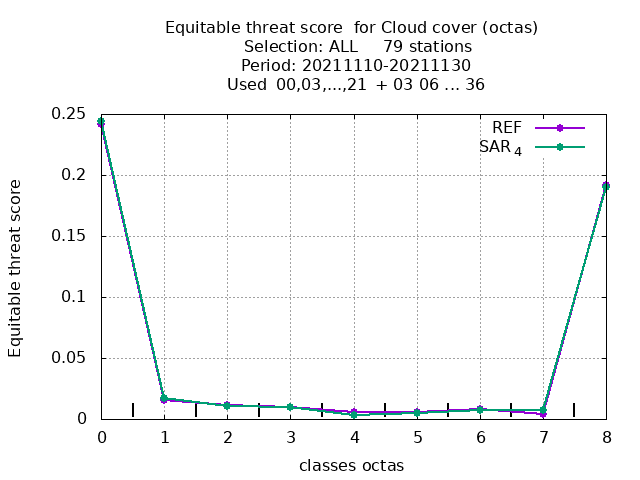 Equitable threat score  for Cloud cover (octas)
Selection: ALL     79 stations
Period: 20211110-20211130
Used  00,03,...,21  + 03 06 ... 36
REF
SAR 4
0.25
0.2
0.15
0.1
0.05
0
Equitable threat score
0 1 2 3 4 5 6 7 8
classes octas